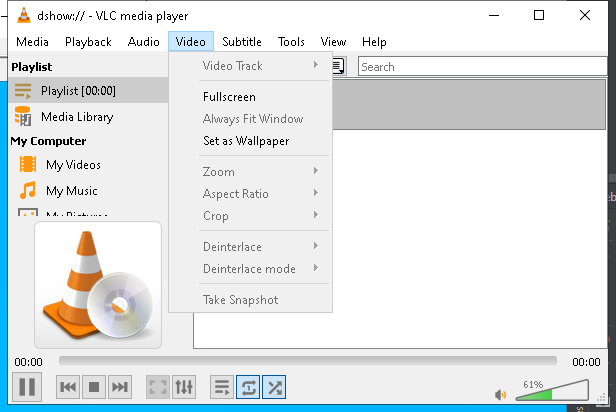 dshow:// - VLC media player
Media Playback Audio Video Subtitle Tools View Help
Playlist
Playlist [00:00]
Media Library
My Computer
My Videos
My Music
My Pictures
Video Track
Fullscreen
Always Fit Window
Set as Wallpaper
Zoom
Aspect Ratio
Crop
Deinterlace
Deinterlace mode
Take Snapshot
Search
00:00
00:00
61%